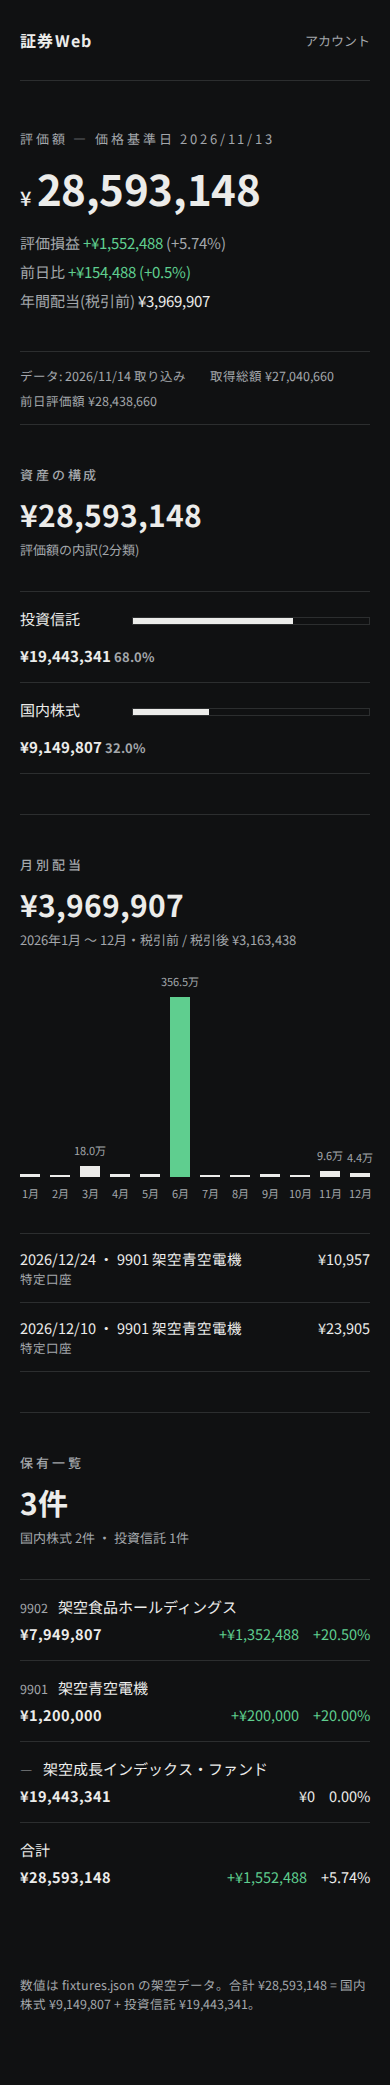 証券Web
アカウント
評価額 — 価格基準日 2026/11/13
¥ 28,593,148
評価損益 +¥1,552,488 (+5.74%)
前日比 +¥154,488 (+0.5%)
年間配当(税引前) ¥3,969,907
データ: 2026/11/14 取り込み 取得総額 ¥27,040,660
前日評価額 ¥28,438,660
資産の構成
¥28,593,148
評価額の内訳(2分類)
投資信託
¥19,443,341 68.0%
国内株式
¥9,149,807 32.0%
月別配当
¥3,969,907
2026年1月 〜 12月・税引前 / 税引後 ¥3,163,438
356.5万
18.0万
9.6万 4.4万
1月 2月 3月 4月 5月 6月 7月 8月 9月 10月 11月 12月
2026/12/24 ・ 9901 架空青空電機 ¥10,957
特定口座
2026/12/10 ・ 9901 架空青空電機 ¥23,905
特定口座
保有一覧
3件
国内株式 2件 ・ 投資信託 1件
9902 架空食品ホールディングス
¥7,949,807 +¥1,352,488 +20.50%
9901 架空青空電機
¥1,200,000 +¥200,000 +20.00%
— 架空成長インデックス・ファンド
¥19,443,341 ¥0 0.00%
合計
¥28,593,148 +¥1,552,488 +5.74%
数値は fixtures.json の架空データ。合計 ¥28,593,148 = 国内
株式 ¥9,149,807 + 投資信託 ¥19,443,341。